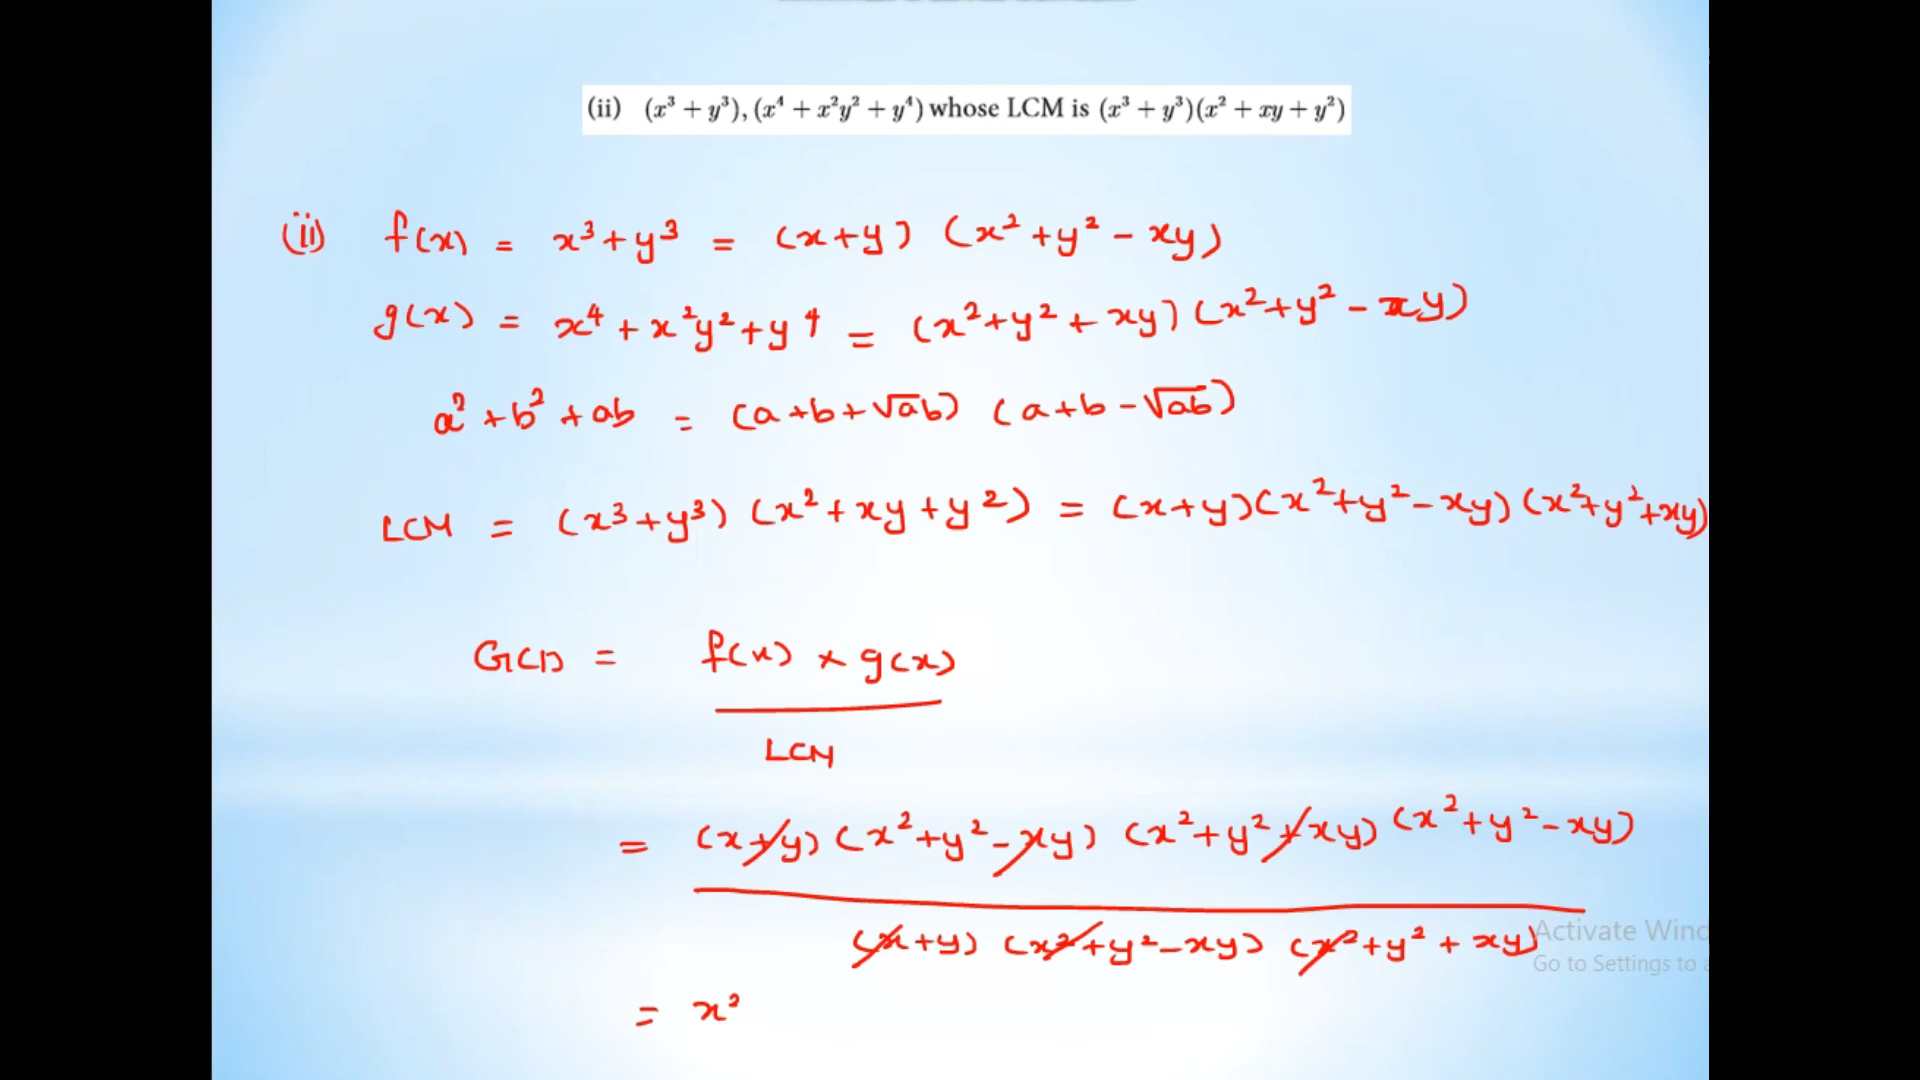 (ii) (x³ + y³), (x⁴ + x²y² + y⁴) whose LCM is (x³ + y³)(x² + xy + y²)
(ii) f(x) = x³ + y³ = (x + y) (x² + y² - xy)
g(x) = x⁴ + x²y² + y⁴ = (x² + y² + xy) (x² + y² - xy)
a² + b² + ab = (a + b + √ab) (a + b - √ab)
LCM = (x³ + y³) (x² + xy + y²) = (x + y)(x² + y² - xy)(x² + y² + xy)
GCD = f(x) × g(x)
LCM
= (x + y) (x² + y² - xy) (x² + y² + xy) (x² + y² - xy)
(x + y) (x² + y² - xy) (x² + y² + xy)
= x²
Activate Wind
Go to Settings to a